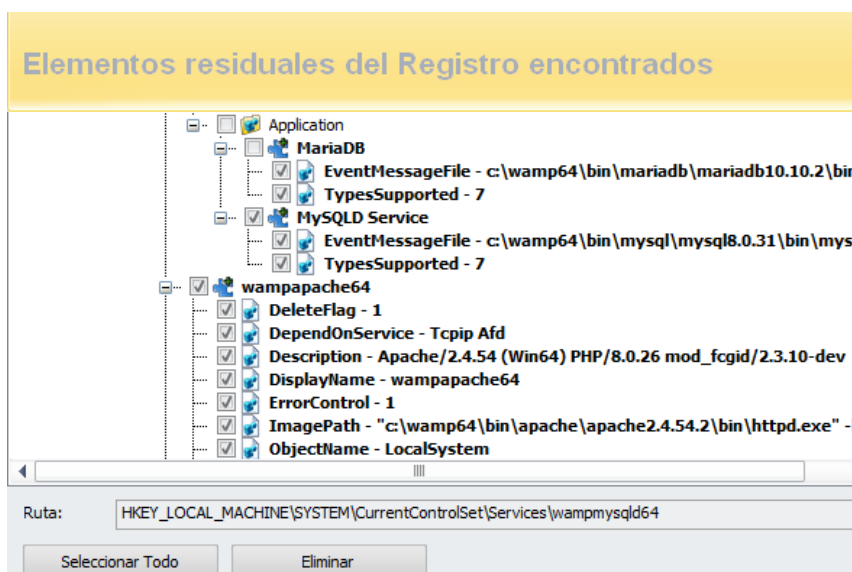 Elementos residuales del Registro encontrados
Application
MariaDB
EventMessageFile - c:\wamp64\bin\mariadb\mariadb10.10.2\bin
TypesSupported - 7
MySQLD Service
EventMessageFile - c:\wamp64\bin\mysql\mysql8.0.31\bin\mys
TypesSupported - 7
wampapache64
DeleteFlag - 1
DependOnService - Tcpip Afd
Description - Apache/2.4.54 (Win64) PHP/8.0.26 mod_fcgid/2.3.10-dev
DisplayName - wampapache64
ErrorControl - 1
ImagePath - "c:\wamp64\bin\apache\apache2.4.54.2\bin\httpd.exe" -
ObjectName - LocalSystem
Ruta: HKEY_LOCAL_MACHINE\SYSTEM\CurrentControlSet\Services\wampmysqld64
Seleccionar Todo Eliminar